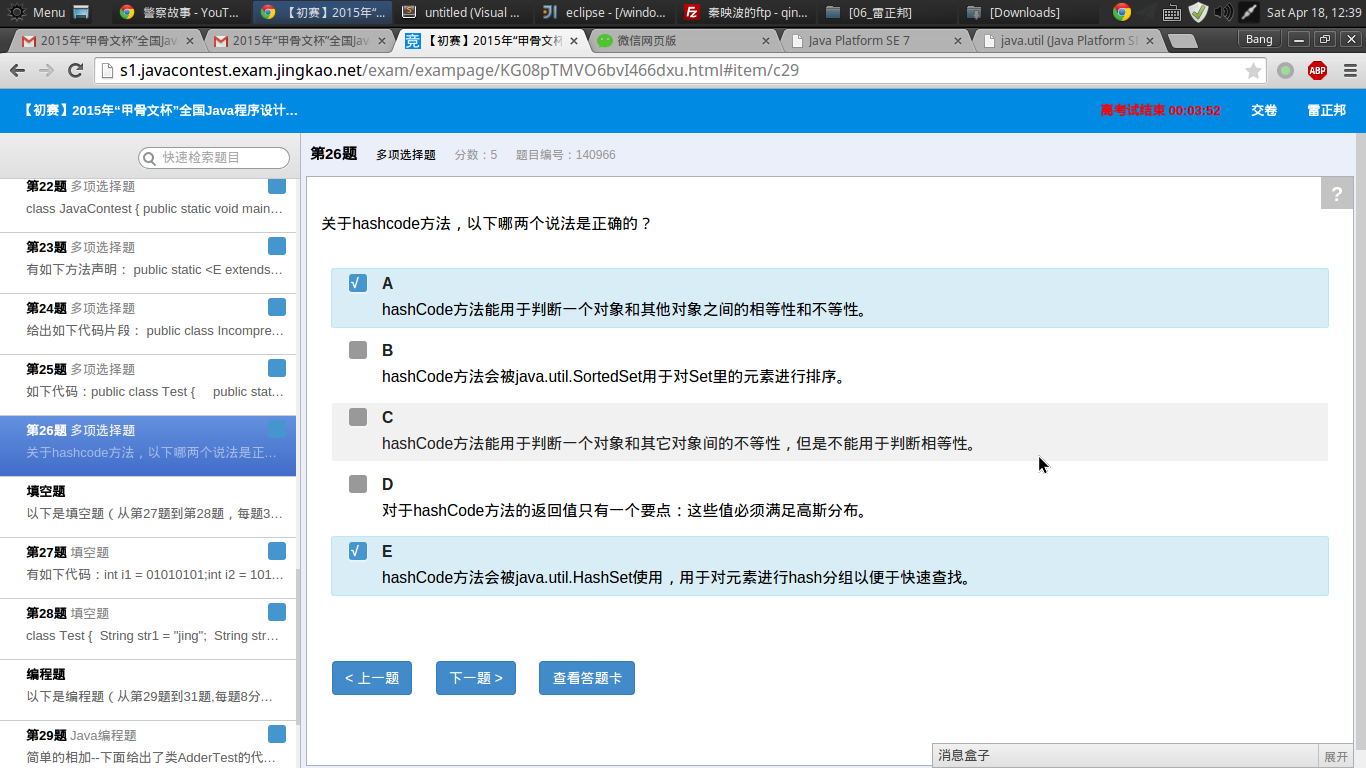 Menu
警察故事 - YouT...
【初赛】2015年“...
untitled (Visual ...
eclipse - [/windo...
秦映波的ftp - qin...
[06_雷正邦]
[Downloads]
Sat Apr 18, 12:39
2015年“甲骨文杯”全国Jav
2015年“甲骨文杯”全国Jav
【初赛】2015年“甲骨文杯
微信网页版
Java Platform SE 7
java.util (Java Platform SE
Bang
s1.javacontest.exam.jingkao.net/exam/exampage/KG08pTMVO6bvI466dxu.html#item/c29
ABP
【初赛】2015年“甲骨文杯”全国Java程序设计...
离考试结束 00:03:52
交卷
雷正邦
快速检索题目
第22题 多项选择题
class JavaContest { public static void main...
第23题 多项选择题
有如下方法声明： public static <E extends...
第24题 多项选择题
给出如下代码片段： public class Incompre...
第25题 多项选择题
如下代码：public class Test { public stat...
第26题 多项选择题
关于hashcode方法，以下哪两个说法是正...
填空题
以下是填空题（从第27题到第28题，每题3...
第27题 填空题
有如下代码：int i1 = 01010101;int i2 = 101...
第28题 填空题
class Test { String str1 = "jing"; String str...
编程题
以下是编程题（从第29题到31题,每题8分...
第29题 Java编程题
简单的相加--下面给出了类AdderTest的代...
第26题 多项选择题 分数：5 题目编号：140966
?
关于hashcode方法，以下哪两个说法是正确的？
√ A
hashCode方法能用于判断一个对象和其他对象之间的相等性和不等性。
B
hashCode方法会被java.util.SortedSet用于对Set里的元素进行排序。
C
hashCode方法能用于判断一个对象和其它对象间的不等性，但是不能用于判断相等性。
D
对于hashCode方法的返回值只有一个要点：这些值必须满足高斯分布。
√ E
hashCode方法会被java.util.HashSet使用，用于对元素进行hash分组以便于快速查找。
< 上一题
下一题 >
查看答题卡
消息盒子
展开